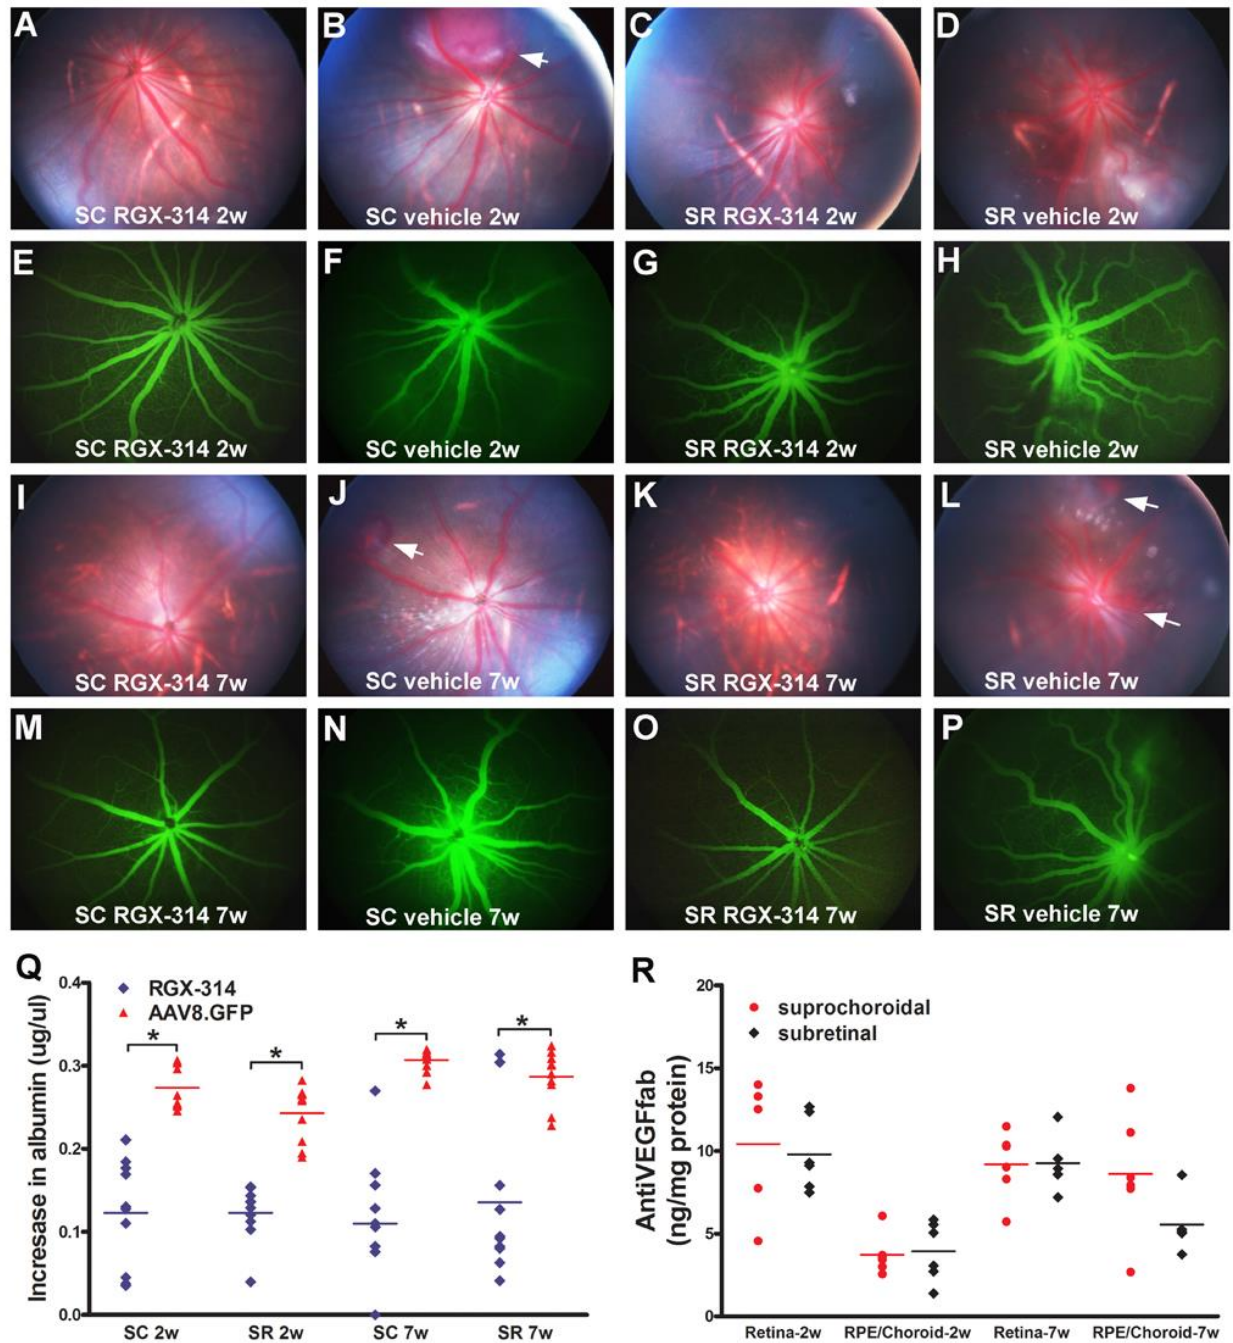 A
B
C
D
SC RGX-314 2w
SC vehicle 2w
SR RGX-314 2w
SR vehicle 2w
E
F
G
H
SC RGX-314 2w
SC vehicle 2w
SR RGX-314 2w
SR vehicle 2w
I
J
K
L
SC RGX-314 7w
SC vehicle 7w
SR RGX-314 7w
SR vehicle 7w
M
N
O
P
SC RGX-314 7w
SC vehicle 7w
SR RGX-314 7w
SR vehicle 7w
Q
Incresase in albumin (ug/ul)
0.4
0.3
0.2
0.1
0.0
RGX-314
AAV8.GFP
*
*
*
*
SC 2w
SR 2w
SC 7w
SR 7w
R
AntiVEGFfab
(ng/mg protein)
20
15
10
5
0
suprochoroidal
subretinal
Retina-2w
RPE/Choroid-2w
Retina-7w
RPE/Choroid-7w